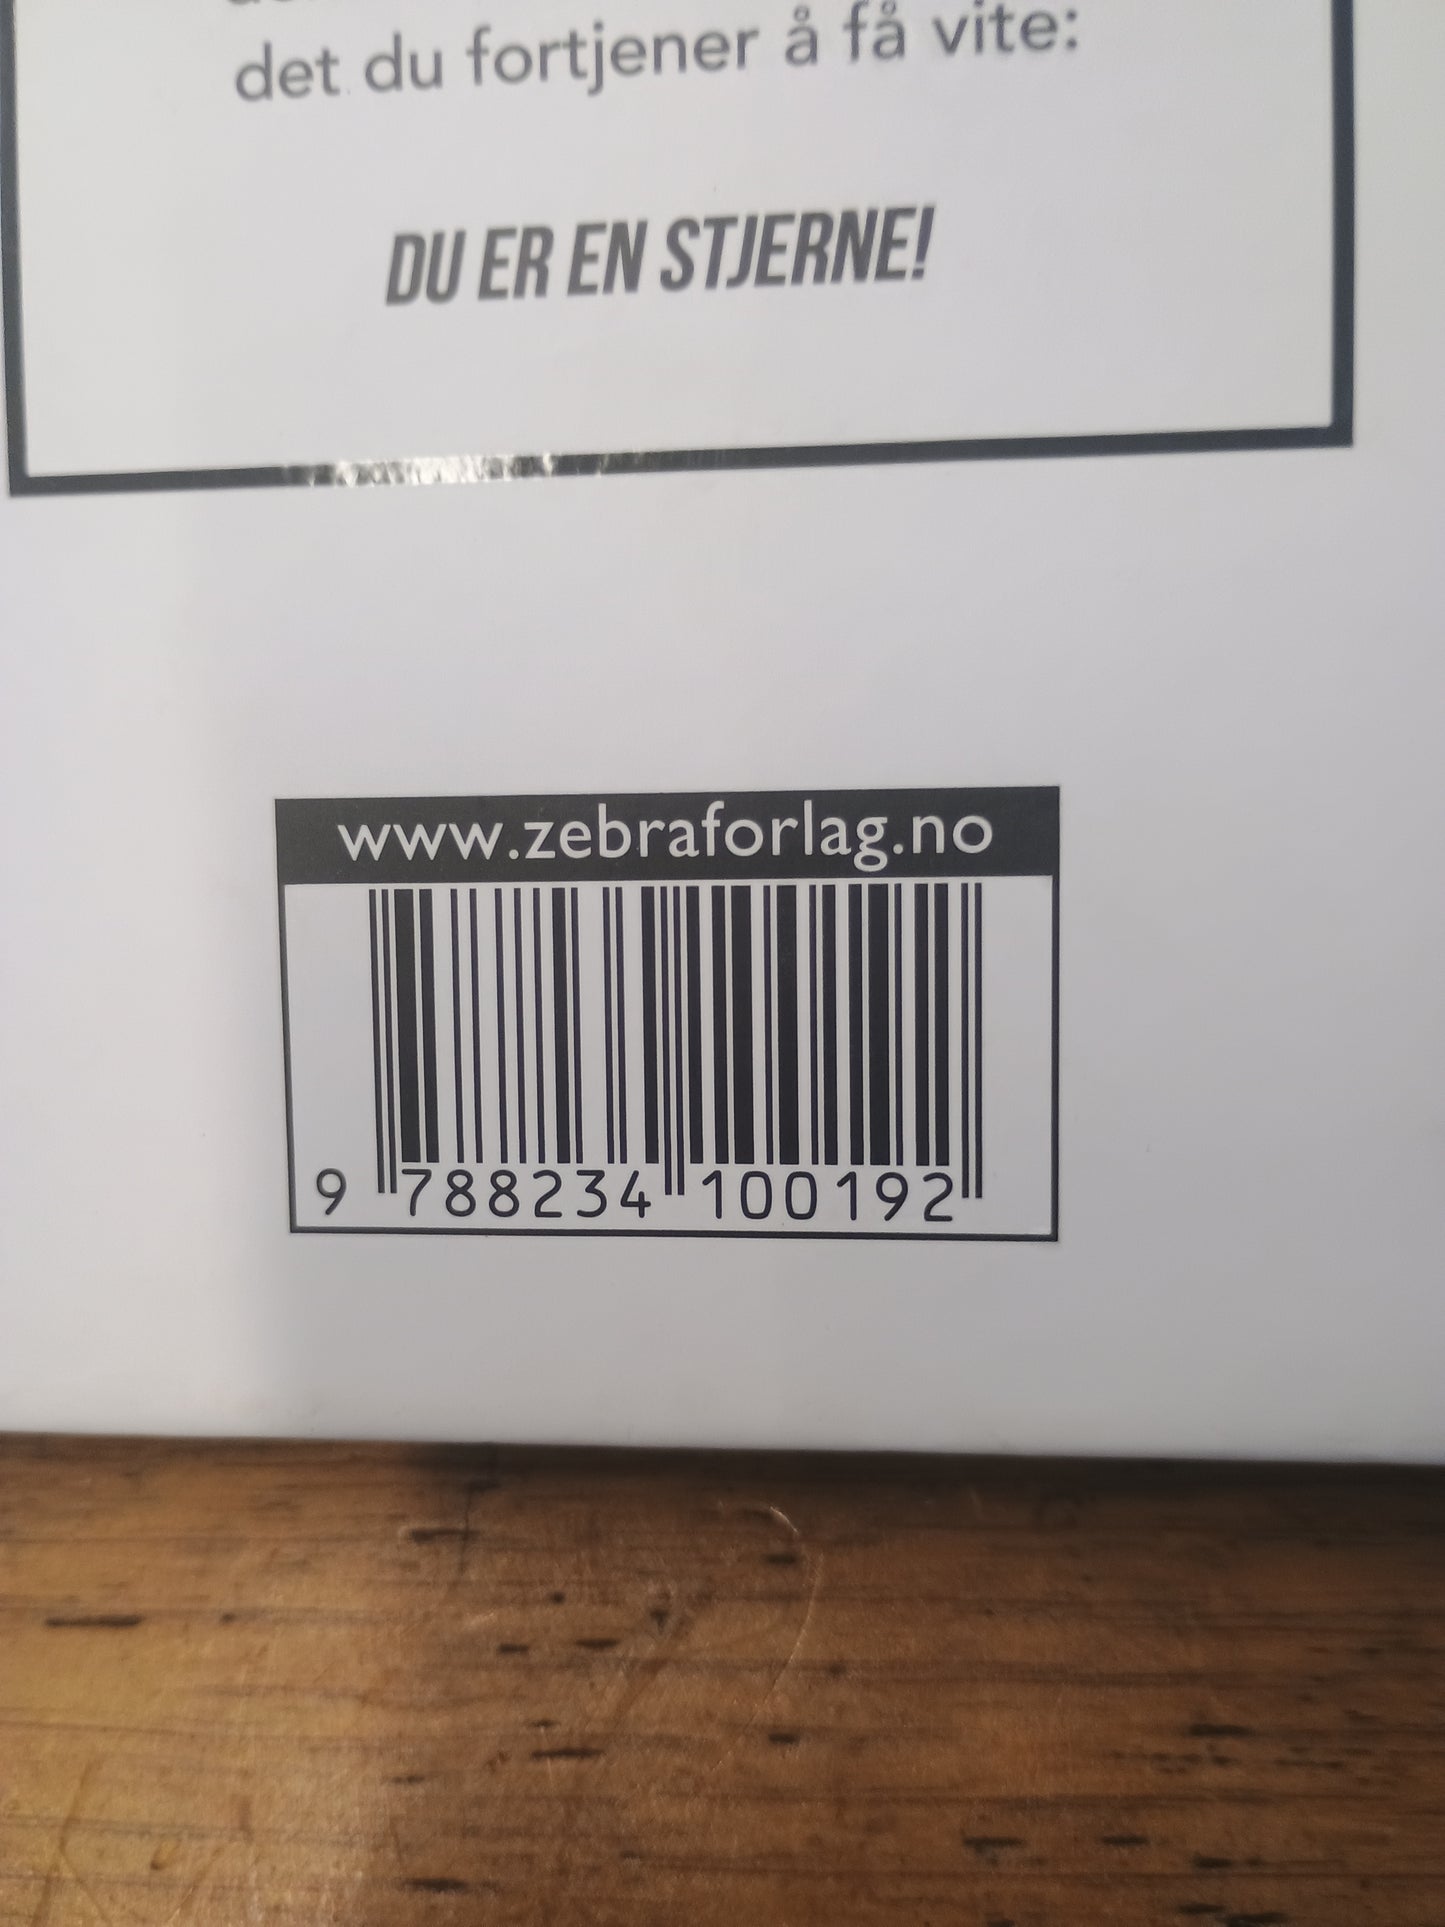 det du fortjener å få vite:
DU ER EN STJERNE!
www.zebraforlag.no
9 788234 100192